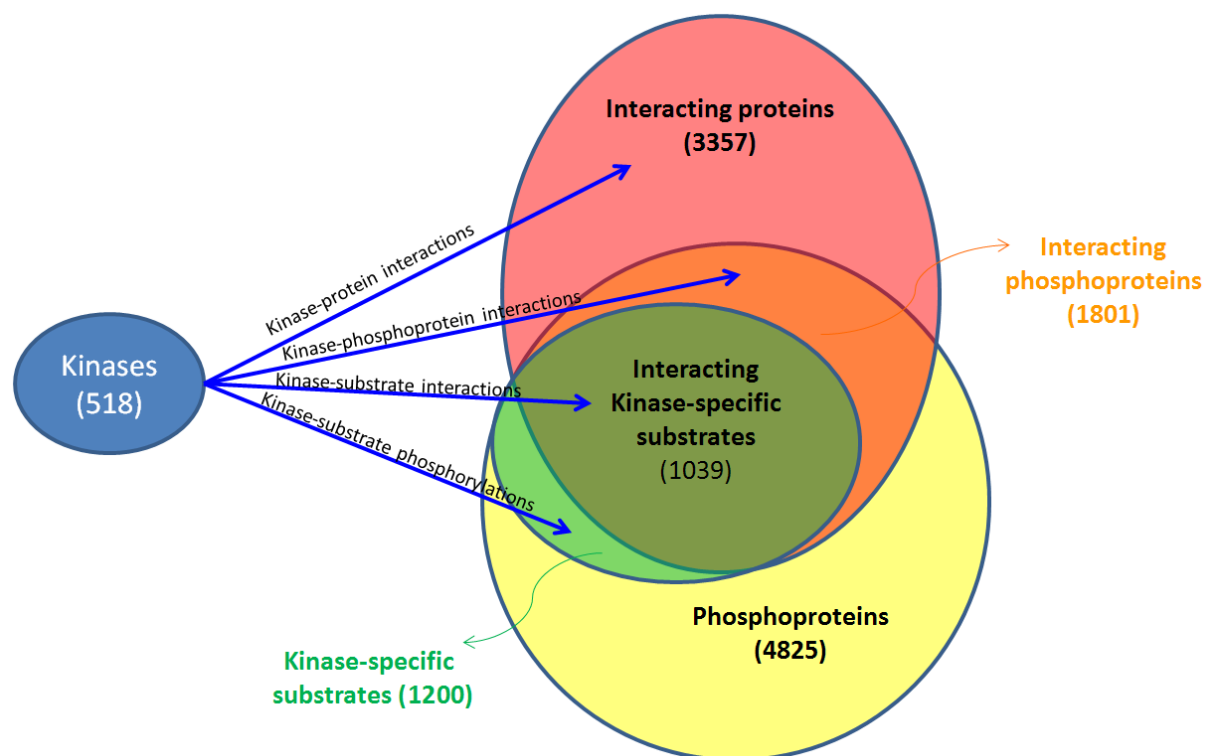 Interacting proteins
(3357)
Interacting
phosphoproteins
(1801)
Kinase-protein interactions
Kinase-phosphoprotein interactions
Kinases
(518)
Kinase-substrate interactions
Kinase-substrate phosphorylations
Interacting
Kinase-specific
substrates
(1039)
Phosphoproteins
(4825)
Kinase-specific
substrates (1200)